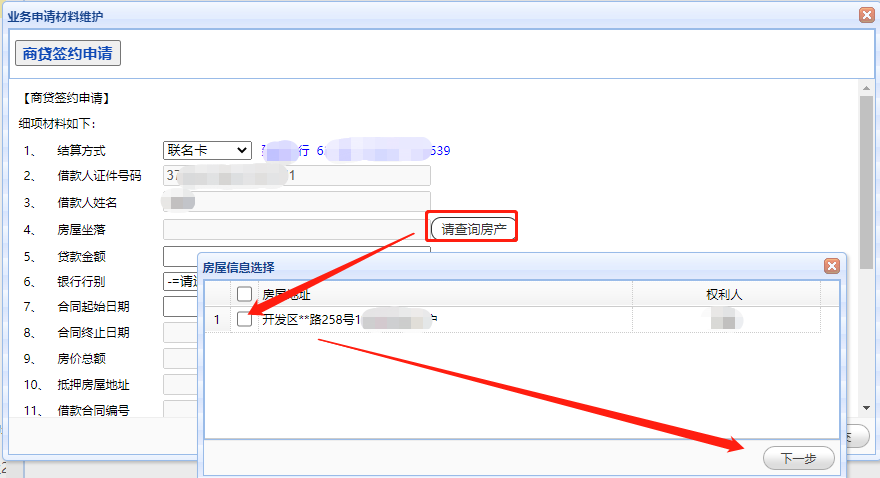 业务申请材料维护
商贷签约申请
【商贷签约申请】
细项材料如下：
1、 结算方式 联名卡 行 6 539
2、 借款人证件号码 37 1
3、 借款人姓名
4、 房屋坐落 请查询房产
5、 贷款金额
6、 银行行别 -=请
7、 合同起始日期
8、 合同终止日期
9、 房价总额
10、 抵押房屋地址
11、 借款合同编号
房屋信息选择
房屋地址 权利人
1 开发区**路258号1 户
下一步